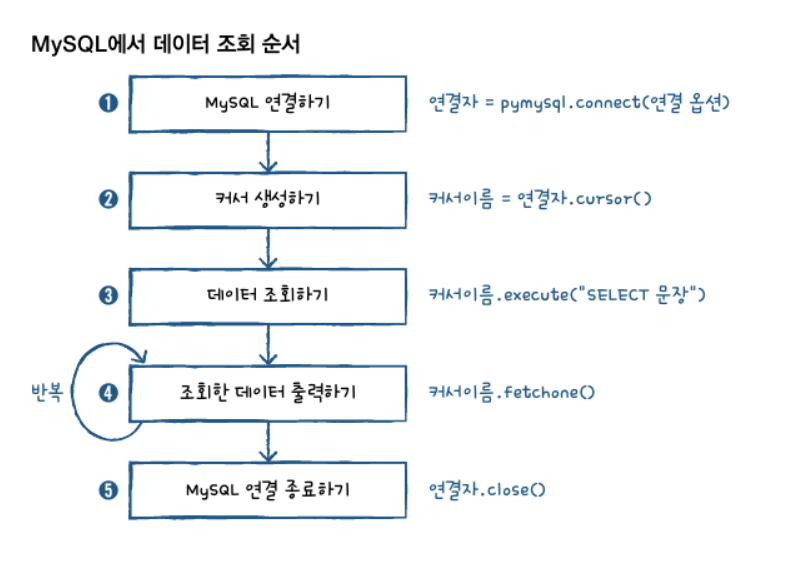 MySQL에서 데이터 조회 순서
❶ MySQL 연결하기 연결자 = pymysql.connect(연결 옵션)
❷ 커서 생성하기 커서이름 = 연결자.cursor()
❸ 데이터 조회하기 커서이름.execute("SELECT 문장")
반복 ❹ 조회한 데이터 출력하기 커서이름.fetchone()
❺ MySQL 연결 종료하기 연결자.close()